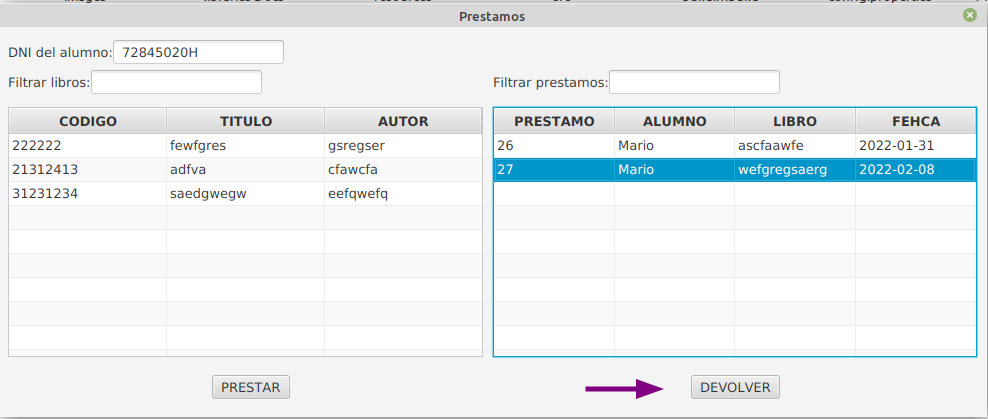 Prestamos
DNI del alumno: 72845020H
Filtrar libros:
Filtrar prestamos:
CODIGO TITULO AUTOR
222222 fewfgres gsregser
21312413 adfva cfawcfa
31231234 saedgwegw eefqwefq
PRESTAMO ALUMNO LIBRO FEHCA
26 Mario ascfaawfe 2022-01-31
27 Mario wefgregsaerg 2022-02-08
PRESTAR
DEVOLVER